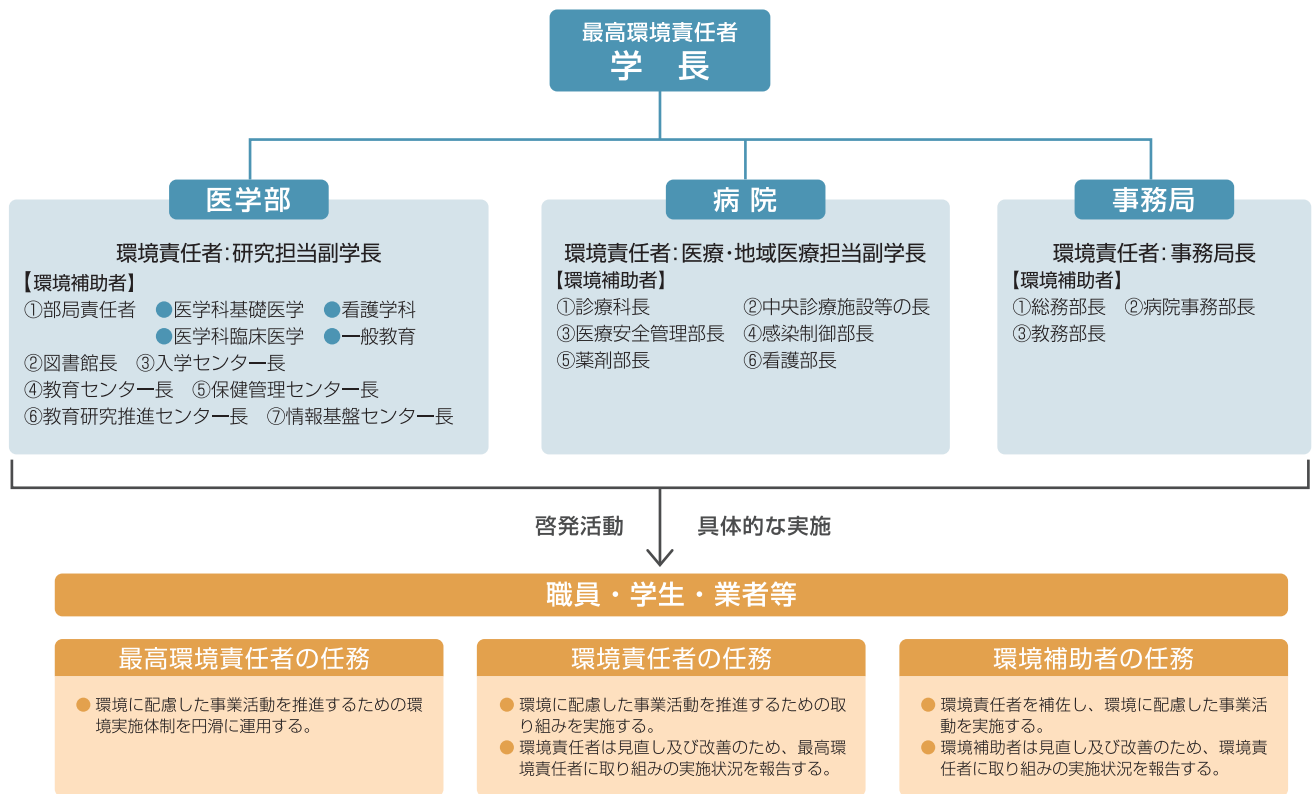 最高環境責任者
学 長
医学部
環境責任者：研究担当副学長
【環境補助者】
①部局責任者 ●医学科基礎医学 ●看護学科
●医学科臨床医学 ●一般教育
②図書館長 ③入学センター長
④教育センター長 ⑤保健管理センター長
⑥教育研究推進センター長 ⑦情報基盤センター長
病 院
環境責任者：医療・地域医療担当副学長
【環境補助者】
①診療科長 ②中央診療施設等の長
③医療安全管理部長 ④感染制御部長
⑤薬剤部長 ⑥看護部長
事務局
環境責任者：事務局長
【環境補助者】
①総務部長 ②病院事務部長
③教務部長
啓発活動 具体的な実施
職員・学生・業者等
最高環境責任者の任務
● 環境に配慮した事業活動を推進するための環
境実施体制を円滑に運用する。
環境責任者の任務
● 環境に配慮した事業活動を推進するための取
り組みを実施する。
● 環境責任者は見直し及び改善のため、最高環
境責任者に取り組みの実施状況を報告する。
環境補助者の任務
● 環境責任者を補佐し、環境に配慮した事業活
動を実施する。
● 環境補助者は見直し及び改善のため、環境責
任者に取り組みの実施状況を報告する。